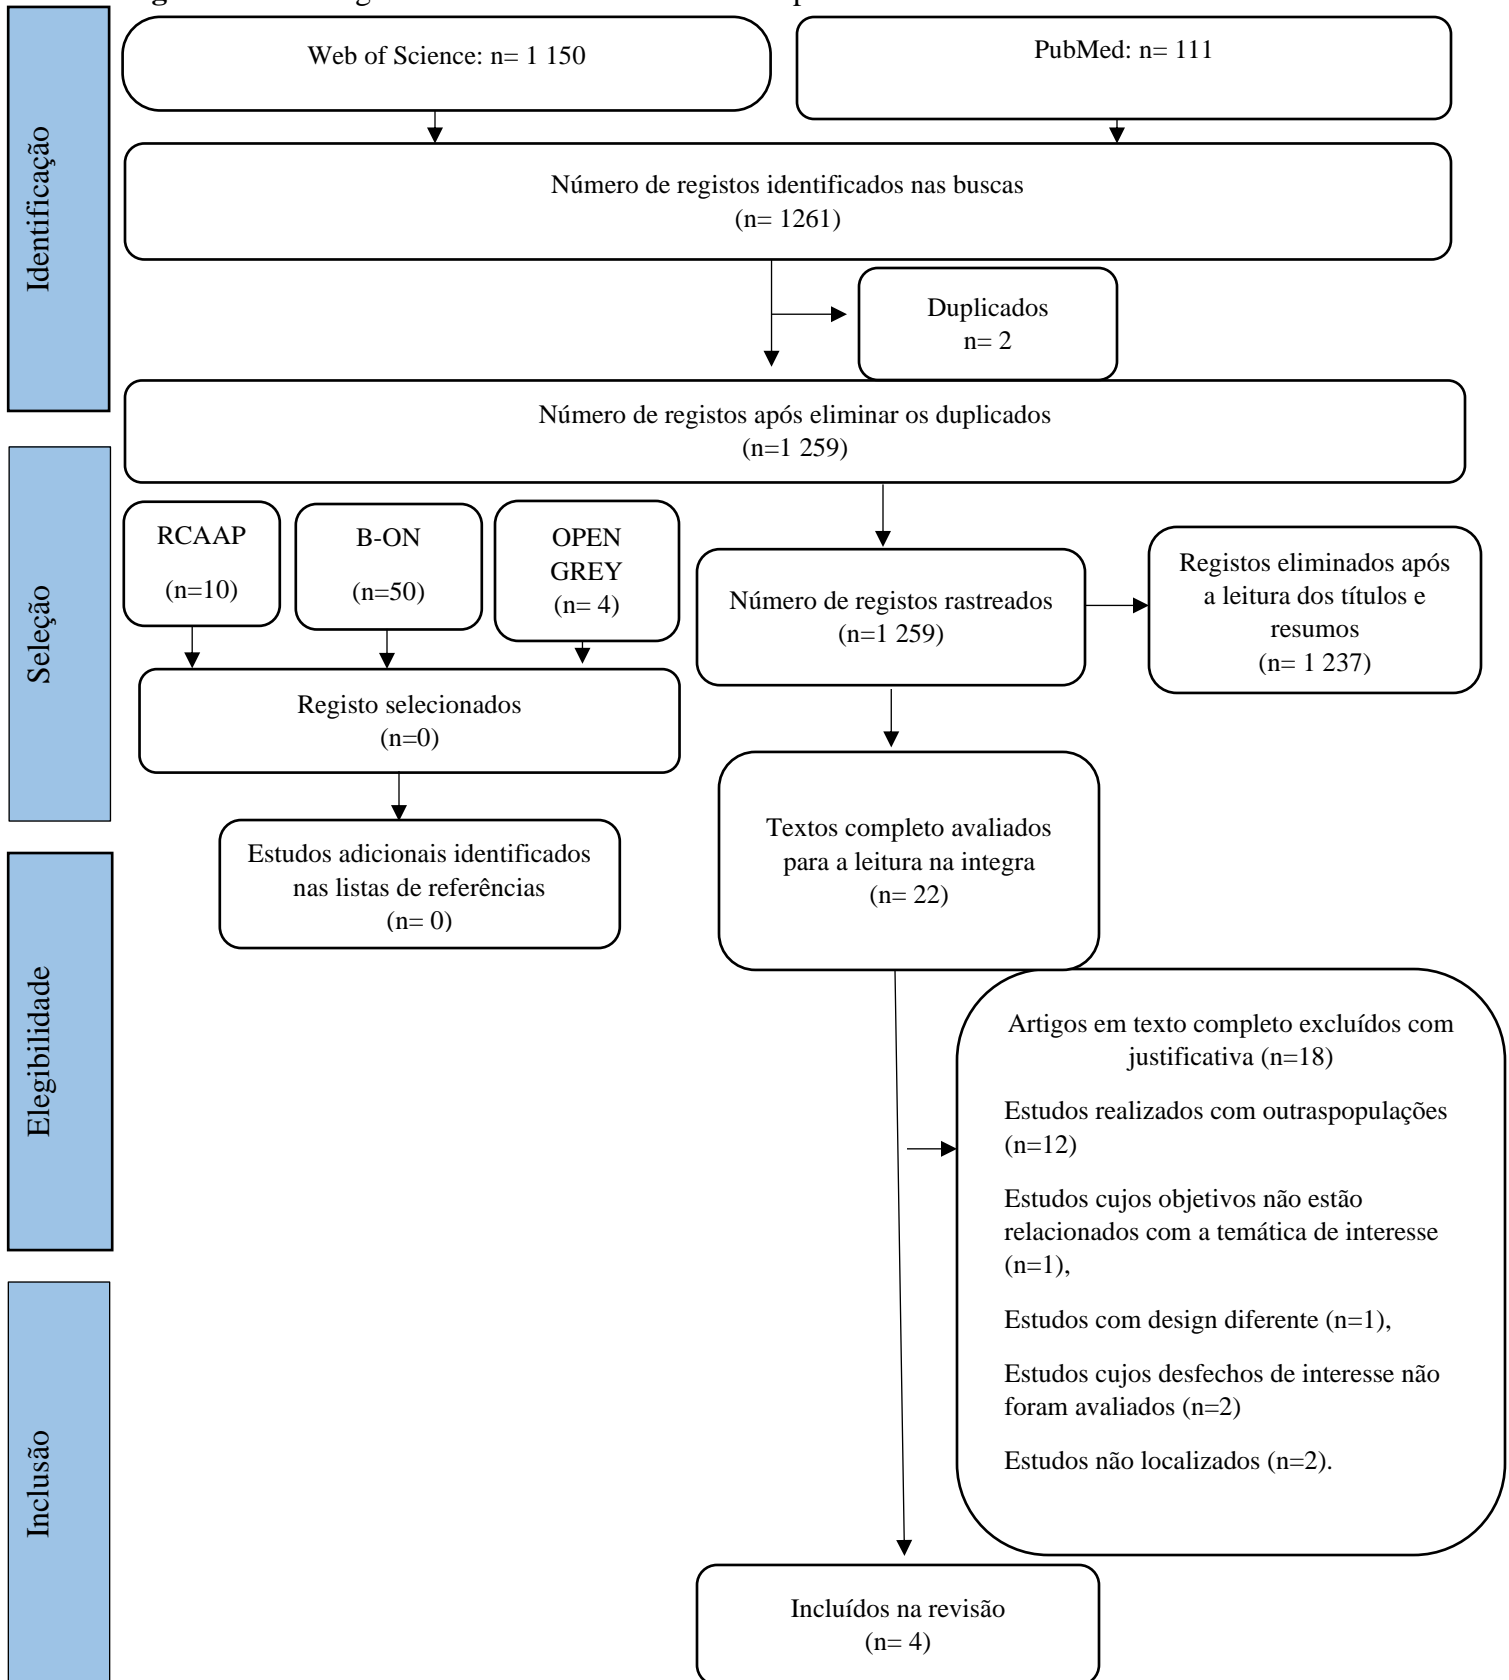 Identificação
Web of Science: n= 1 150
PubMed: n= 111
Número de registos identificados nas buscas
(n= 1261)
Duplicados
n= 2
Número de registos após eliminar os duplicados
(n=1 259)
Seleção
RCAAP
(n=10)
B-ON
(n=50)
OPEN
GREY
(n= 4)
Número de registos rastreados
(n=1 259)
Registos eliminados após
a leitura dos títulos e
resumos
(n= 1 237)
Registo selecionados
(n=0)
Estudos adicionais identificados
nas listas de referências
(n= 0)
Textos completo avaliados
para a leitura na integra
(n= 22)
Elegibilidade
Artigos em texto completo excluídos com
justificativa (n=18)
Estudos realizados com outraspopulações
(n=12)
Estudos cujos objetivos não estão
relacionados com a temática de interesse
(n=1),
Estudos com design diferente (n=1),
Estudos cujos desfechos de interesse não
foram avaliados (n=2)
Estudos não localizados (n=2).
Inclusão
Incluídos na revisão
(n= 4)